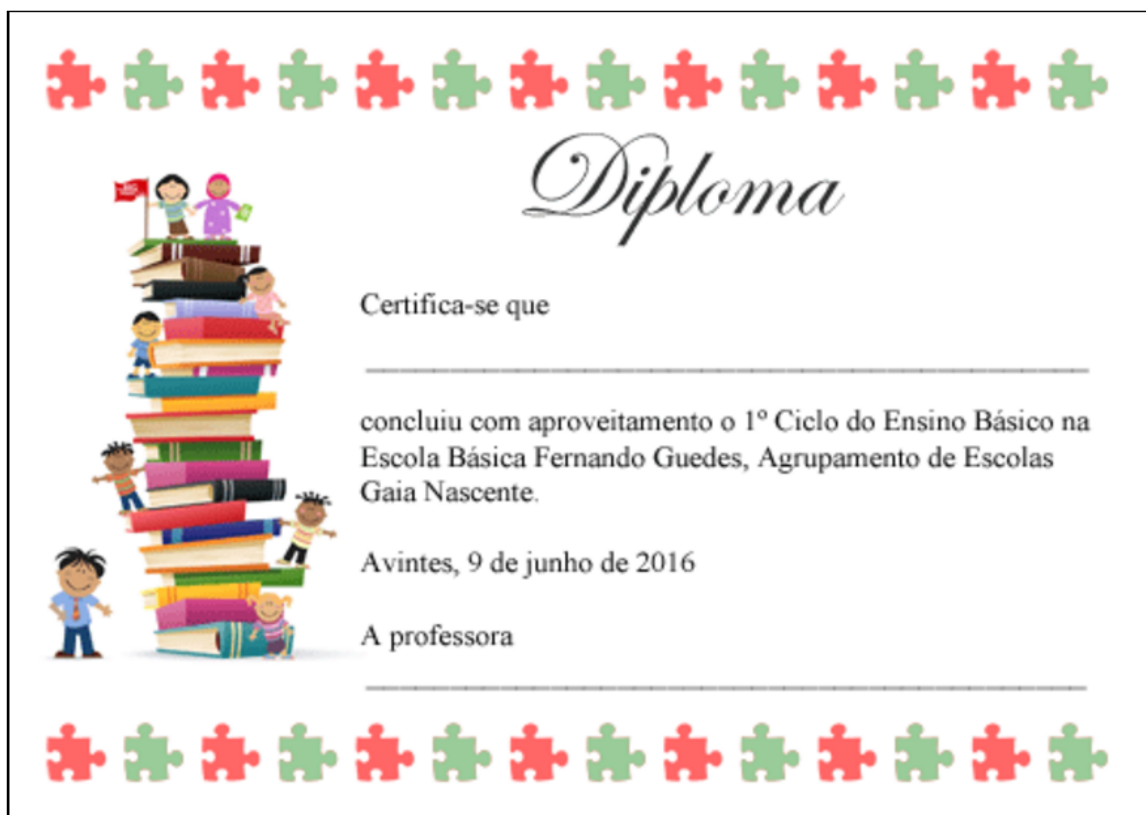 Diploma
Certifica-se que
concluiu com aproveitamento o 1º Ciclo do Ensino Básico na
Escola Básica Fernando Guedes, Agrupamento de Escolas
Gaia Nascente.
Avintes, 9 de junho de 2016
A professora